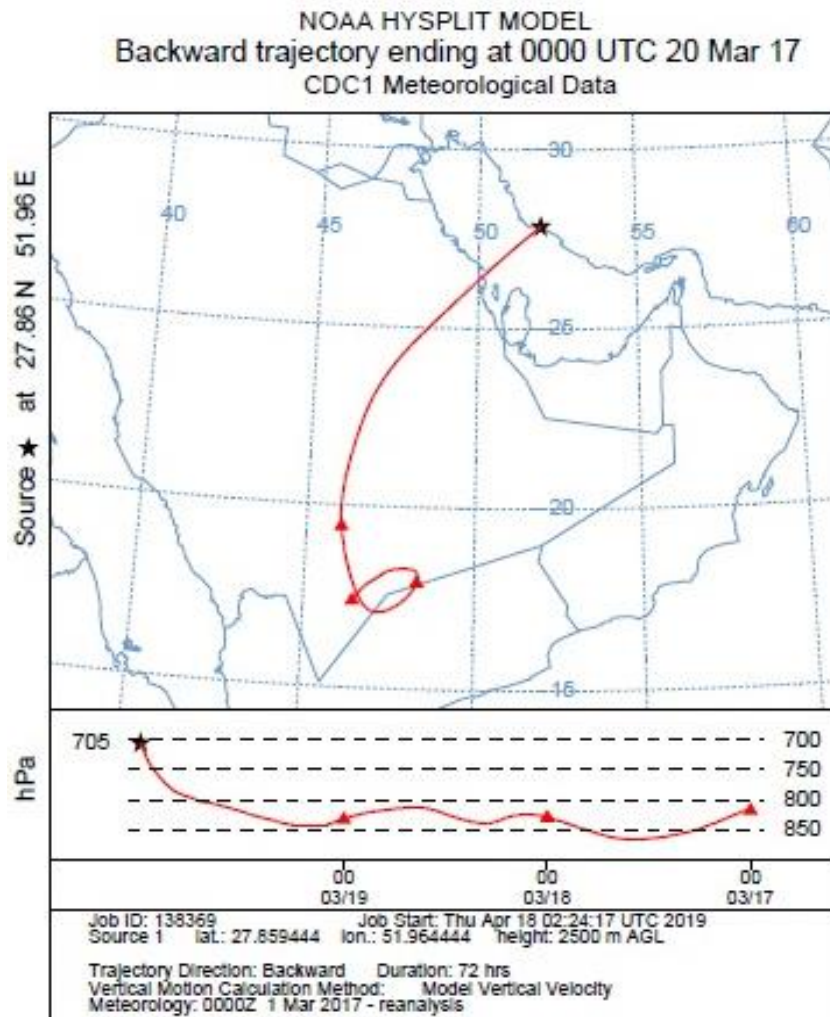 NOAA HYSPLIT MODEL
Backward trajectory ending at 0000 UTC 20 Mar 17
CDC1 Meteorological Data
Source ★ at 27.86 N 51.96 E
30
40
45
50
55
60
25
20
15
hPa
705
700
750
800
850
00 00 00
03/19 03/18 03/17
Job ID: 138369 Job Start: Thu Apr 18 02:24:17 UTC 2019
Source 1 lat.: 27.859444 lon.: 51.964444 height: 2500 m AGL
Trajectory Direction: Backward Duration: 72 hrs
Vertical Motion Calculation Method: Model Vertical Velocity
Meteorology: 0000Z 1 Mar 2017 - reanalysis